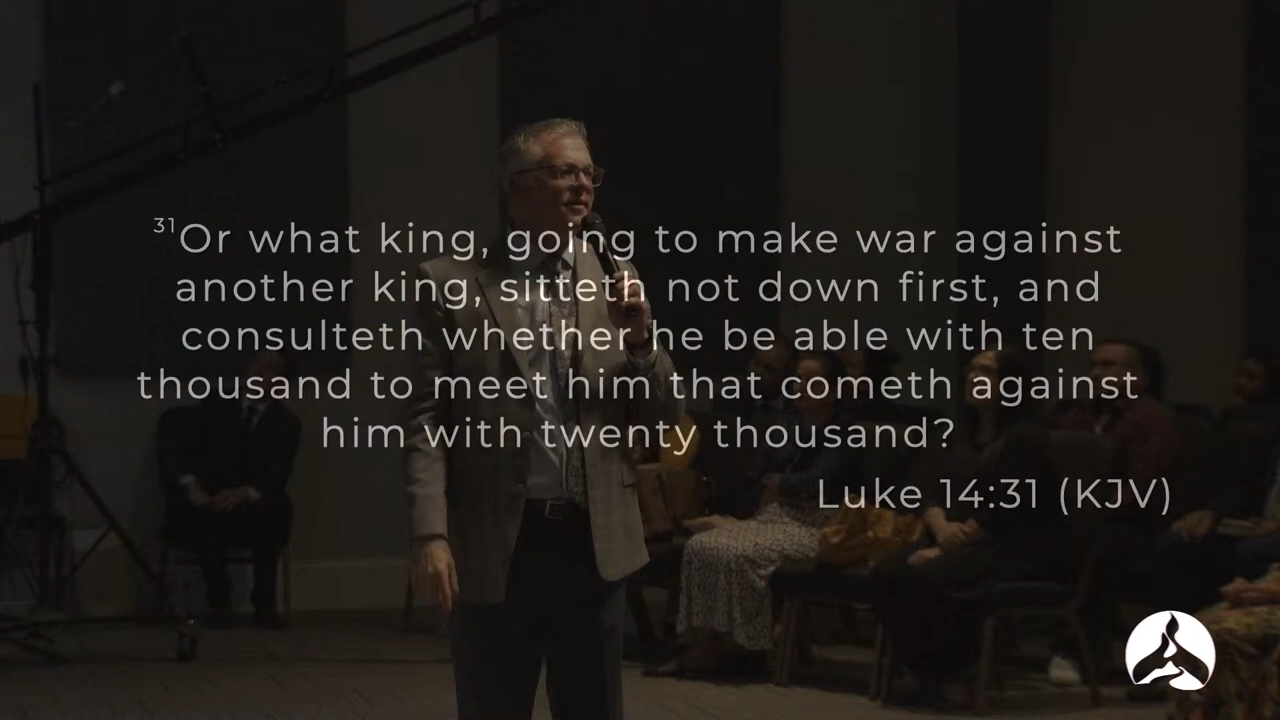 ³¹Or what king, going to make war against
another king, sitteth not down first, and
consulteth whether he be able with ten
thousand to meet him that cometh against
him with twenty thousand?
Luke 14:31 (KJV)